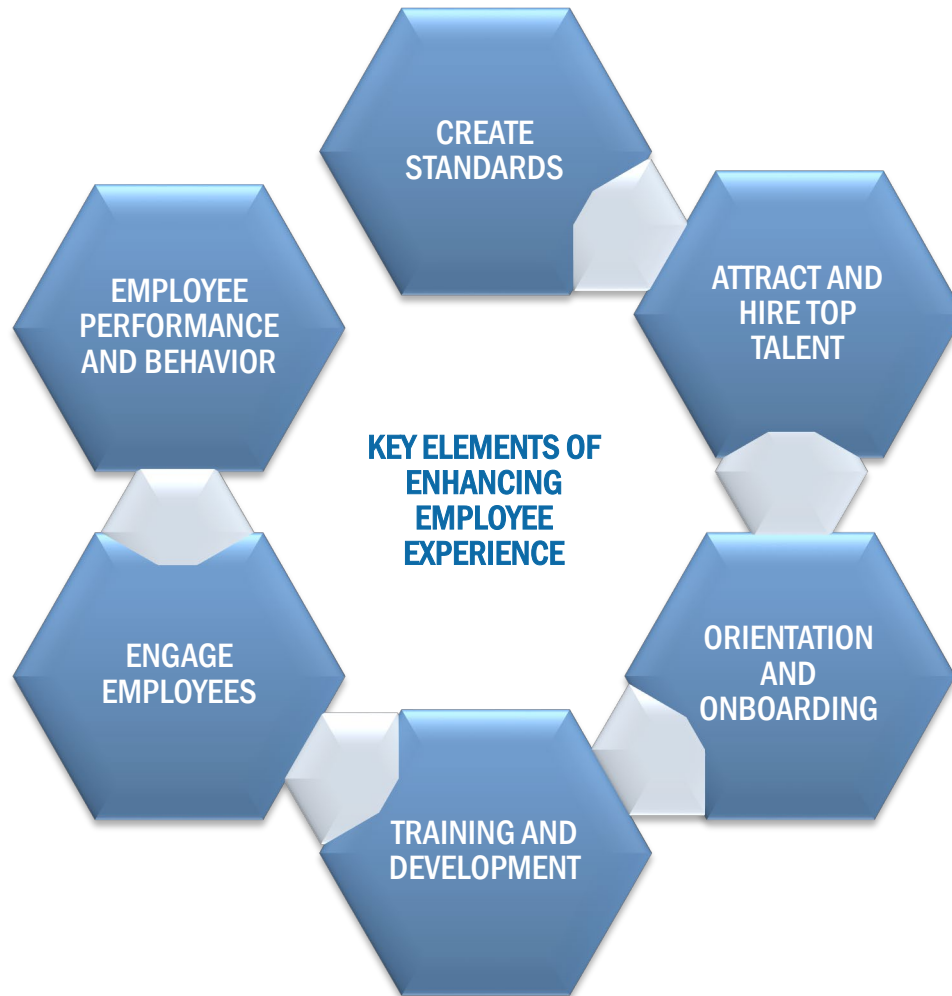 CREATE
STANDARDS
ATTRACT AND
HIRE TOP
TALENT
ORIENTATION
AND
ONBOARDING
TRAINING AND
DEVELOPMENT
ENGAGE
EMPLOYEES
EMPLOYEE
PERFORMANCE
AND BEHAVIOR
KEY ELEMENTS OF
ENHANCING
EMPLOYEE
EXPERIENCE